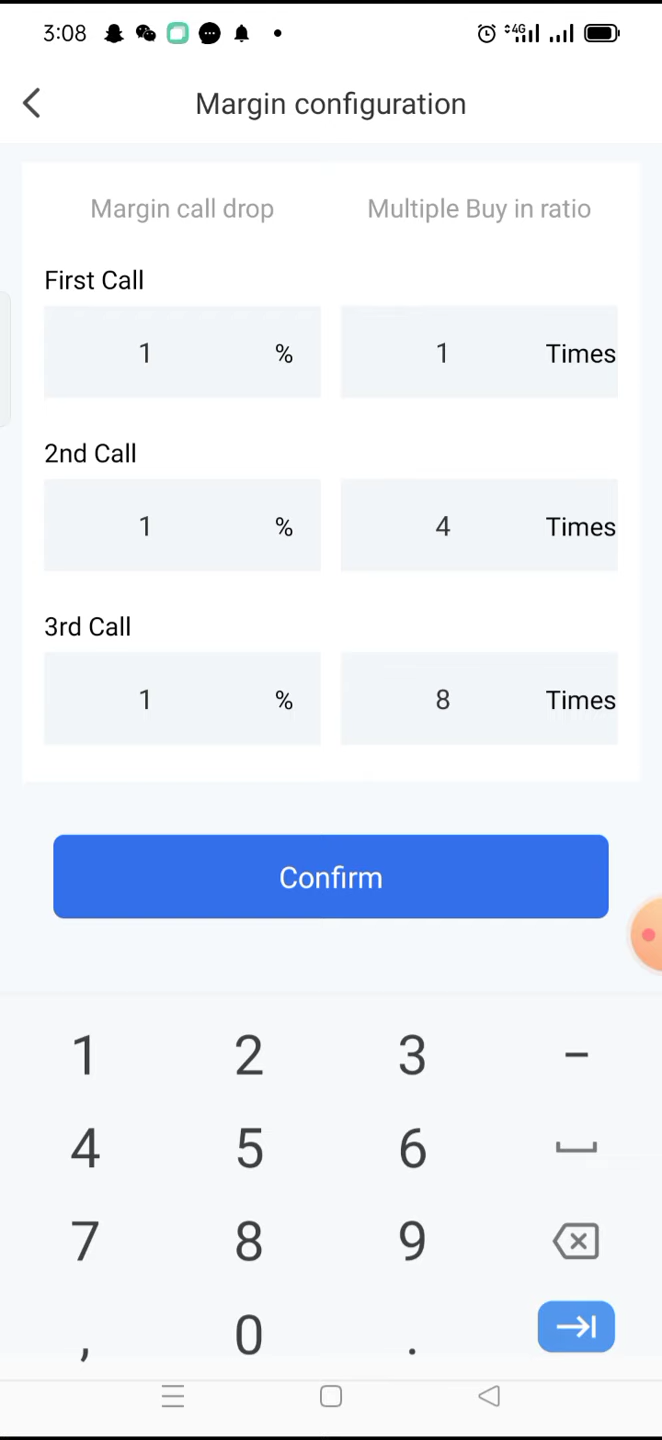 3:08
4G
Margin configuration
Margin call drop Multiple Buy in ratio
First Call
1 % 1 Times
2nd Call
1 % 4 Times
3rd Call
1 % 8 Times
Confirm
1 2 3 -
4 5 6
7 8 9
, 0 .